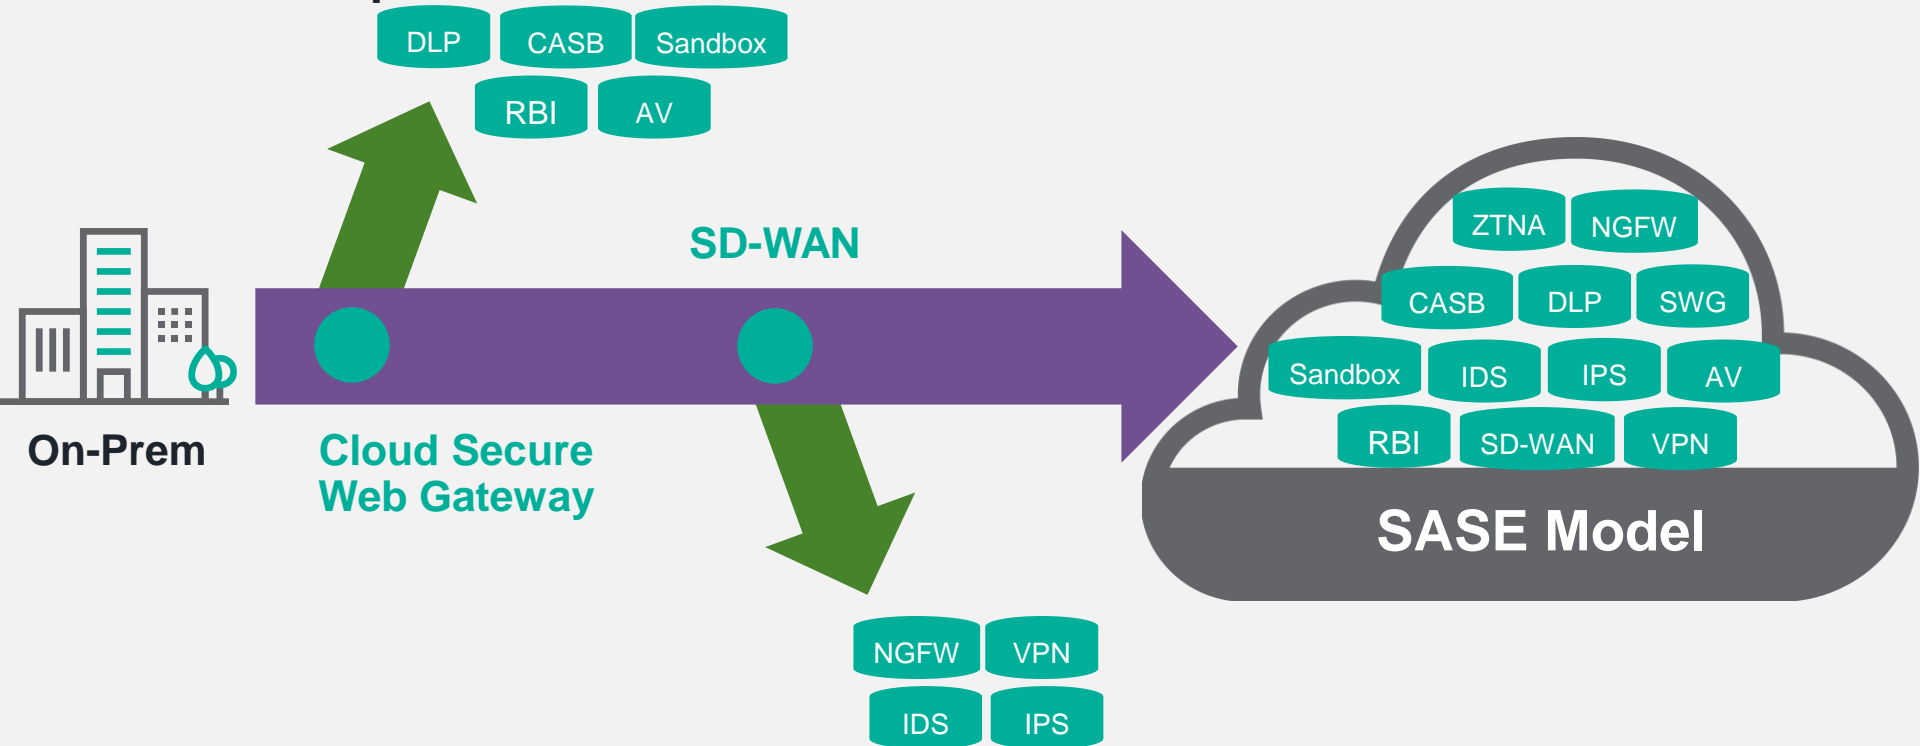 DLP CASB Sandbox
RBI AV
SD-WAN
On-Prem
Cloud Secure
Web Gateway
NGFW VPN
IDS IPS
ZTNA NGFW
CASB DLP SWG
Sandbox IDS IPS AV
RBI SD-WAN VPN
SASE Model